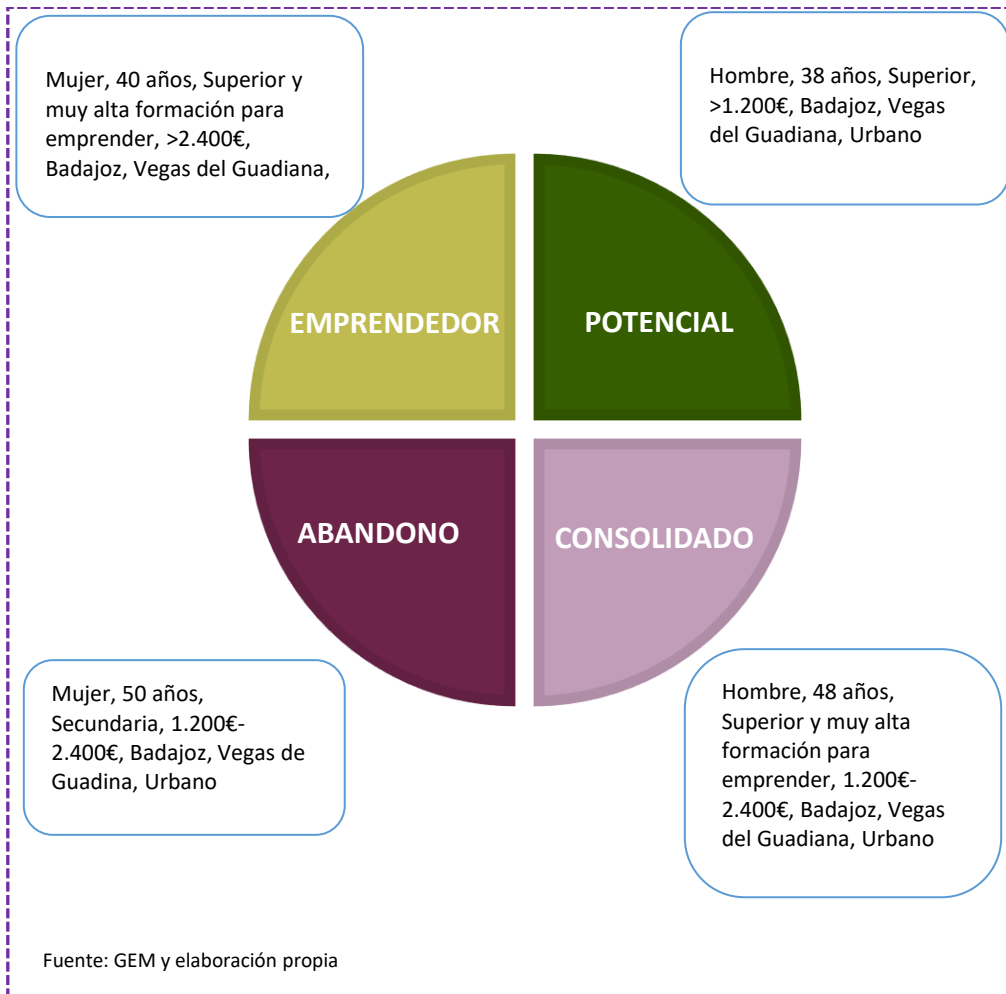 Mujer, 40 años, Superior y
muy alta formación para
emprender, >2.400€,
Badajoz, Vegas del Guadiana,
Hombre, 38 años, Superior,
>1.200€, Badajoz, Vegas
del Guadiana, Urbano
EMPRENDEDOR
POTENCIAL
ABANDONO
CONSOLIDADO
Mujer, 50 años,
Secundaria, 1.200€-
2.400€, Badajoz, Vegas de
Guadina, Urbano
Hombre, 48 años,
Superior y muy alta
formación para
emprender, 1.200€-
2.400€, Badajoz, Vegas
del Guadiana, Urbano
Fuente: GEM y elaboración propia